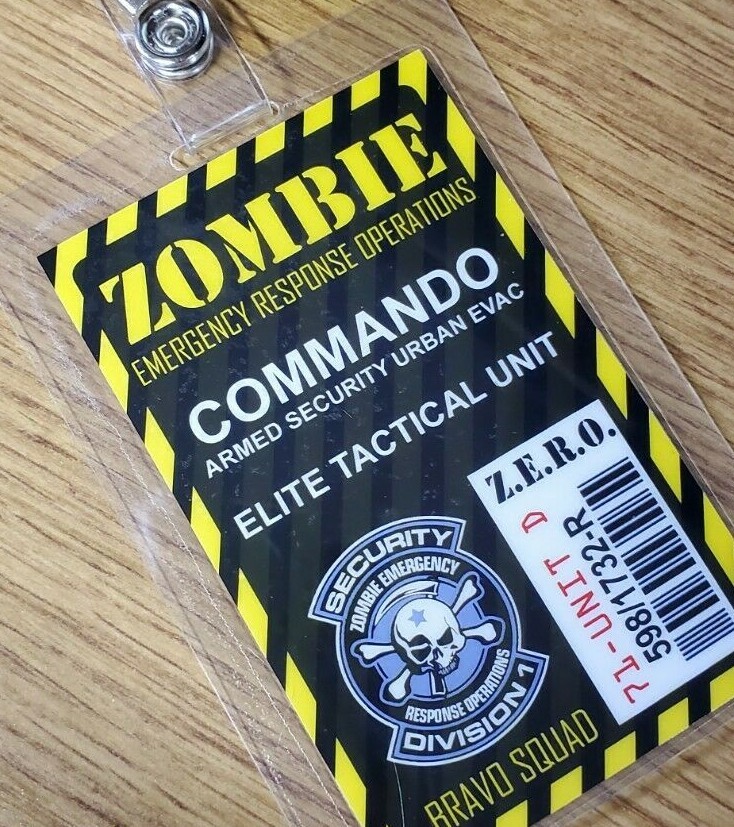 ZOMBIE
EMERGENCY RESPONSE OPERATIONS
COMMANDO
ARMED SECURITY URBAN EVAC
ELITE TACTICAL UNIT
Z.E.R.O.
71-UNIT D
598/1732-R
SECURITY
ZOMBIE EMERGENCY
RESPONSE OPERATIONS
DIVISION 1
BRAVO SQUAD